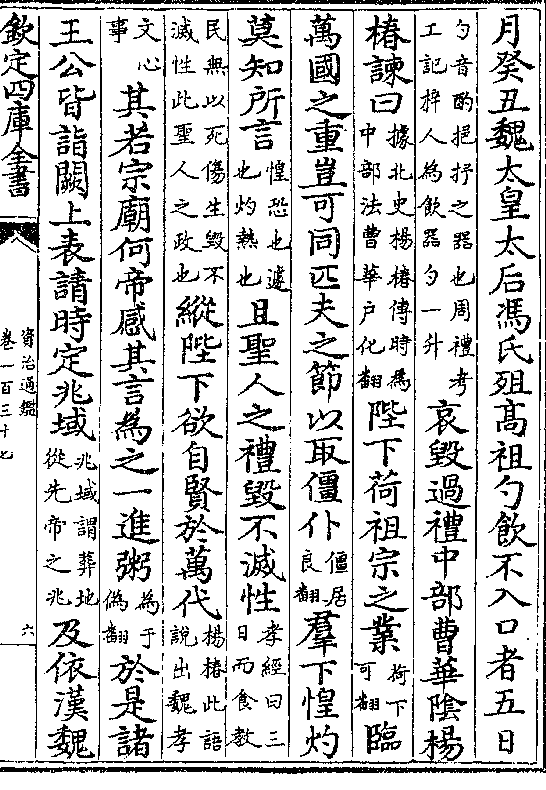 月癸丑魏太皇太后馮氏殂高祖勺飲不入口者五日
勺音酌挹抒之器也周禮考
工記梓人為飲器勺一升
哀毀過禮中部曹華陰楊
椿諫曰
據北史楊椿傳時為
中部法曹華户化翻
陛下荷祖宗之業
荷下
可翻
臨
萬國之重豈可同匹夫之節以取僵仆
僵居
良翻
羣下惶灼
莫知所言
惶恐也遽
也灼熱也
且聖人之禮毀不滅性
孝經曰三
日而食教
民無以死傷生毀不
滅性此聖人之政也
縱陛下欲自賢於萬代
楊椿此語
説出魏孝
文心
事
其若宗廟何帝感其言為之一進粥
為于
偽翻
於是諸
王公皆詣闕上表請時定兆域
兆域謂葬地
從先帝之兆
及依漢魏
欽定四庫全書
資治通鑑
卷一百三十七
六